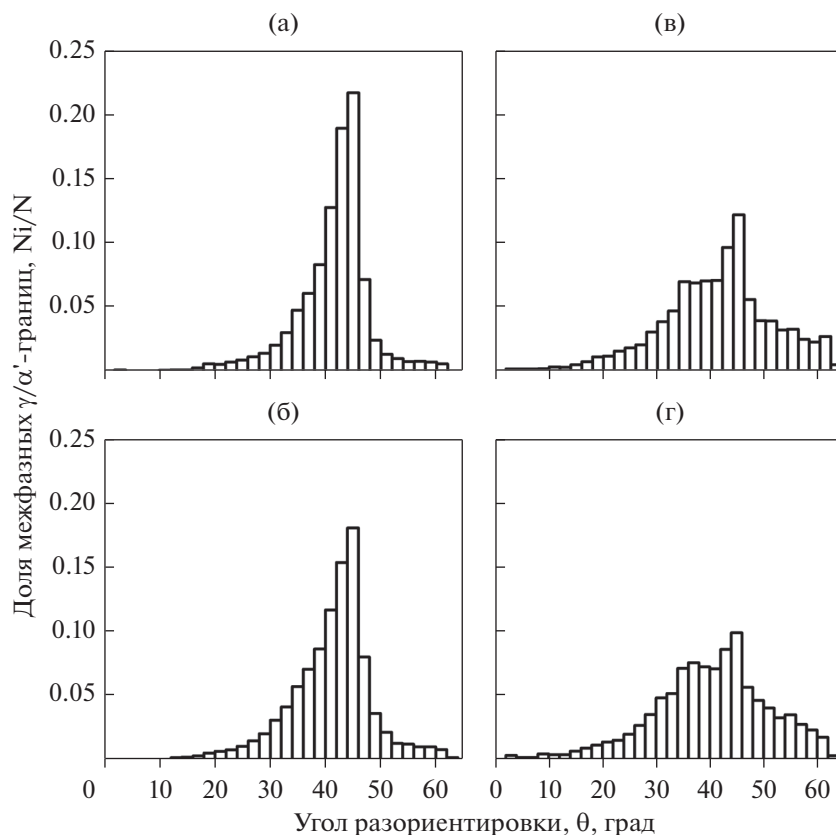 (а)
(в)
0.25
0.20
0.15
0.10
0.05
(б)
(г)
0.25
0.20
0.15
0.10
0.05
0 10 20 30 40 50 60
0 10 20 30 40 50 60
Доля межфазных γ/α'-границ, Ni/N
Угол разориентировки, θ, град